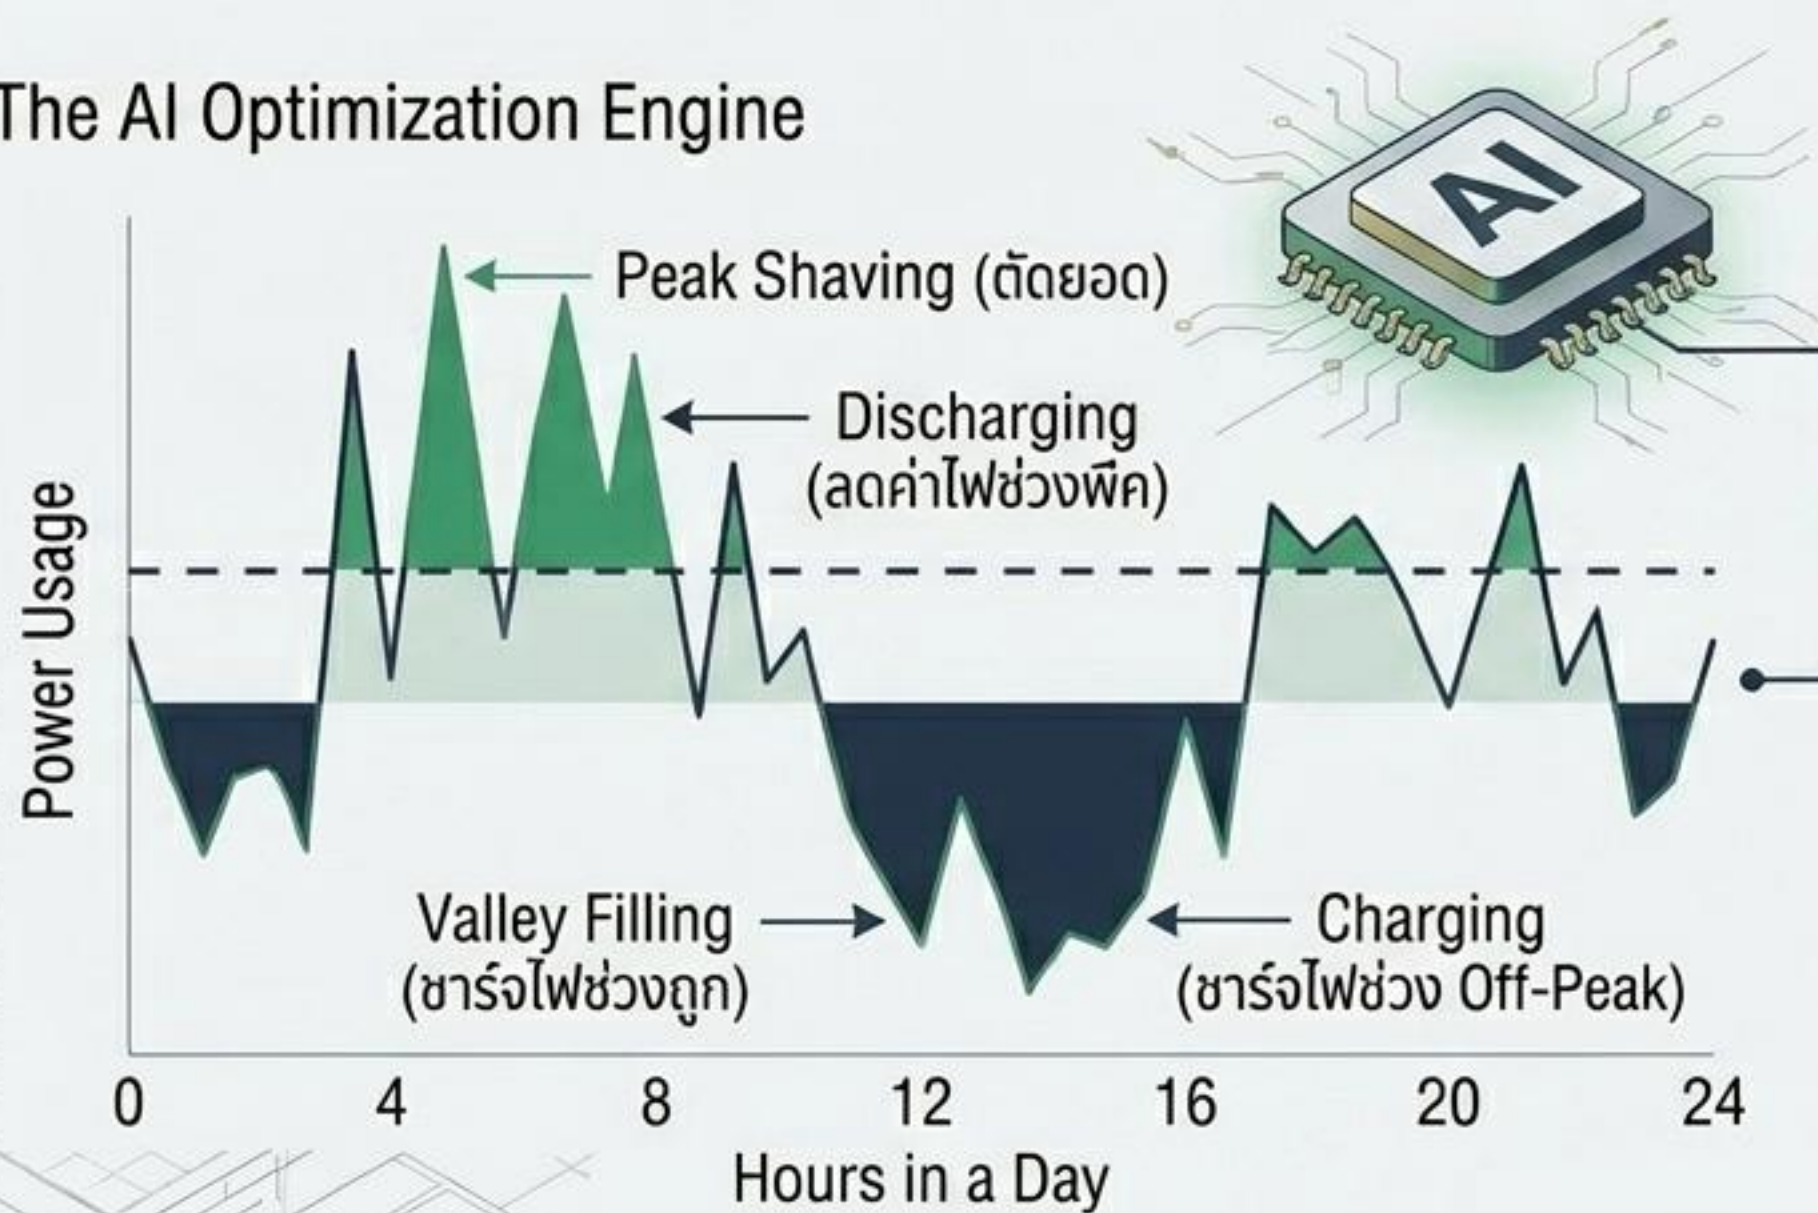 The AI Optimization Engine
AI
Peak Shaving (ตัดยอด)
Discharging
(ลดค่าไฟช่วงพีค)
Power Usage
Valley Filling
(ชาร์จไฟช่วงถูก)
Charging
(ชาร์จไฟช่วง Off-Peak)
0 4 8 12 16 20 24
Hours in a Day